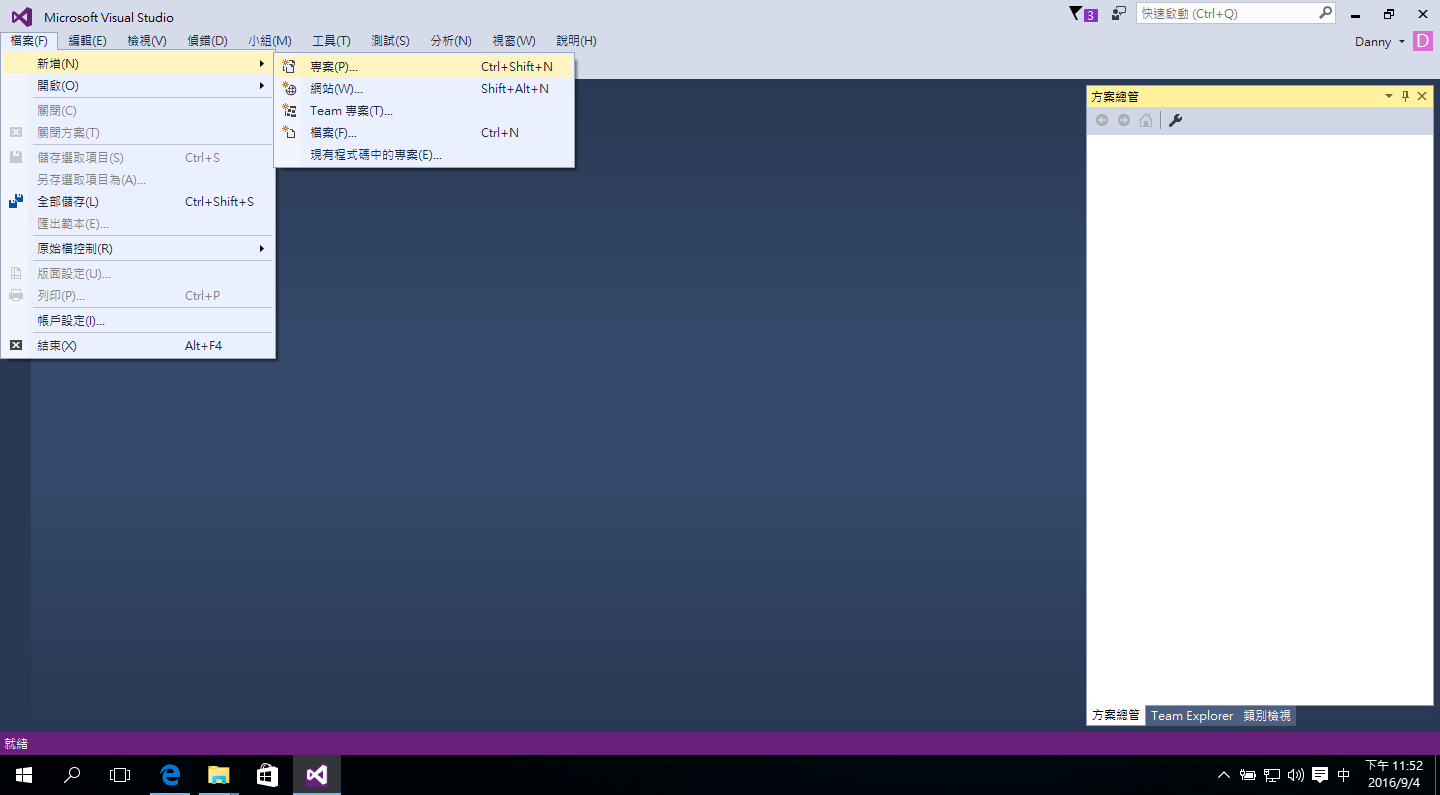 Microsoft Visual Studio
3
快速啟動 (Ctrl+Q)
檔案(F) 編輯(E) 檢視(V) 偵錯(D) 小組(M) 工具(T) 測試(S) 分析(N) 視窗(W) 說明(H)
Danny D
新增(N)
開啟(O)
關閉(C)
關閉方案(T)
儲存選取項目(S) Ctrl+S
另存選取項目為(A)...
全部儲存(L) Ctrl+Shift+S
匯出範本(E)...
原始檔控制(R)
版面設定(U)...
列印(P)... Ctrl+P
帳戶設定(I)...
結束(X) Alt+F4
專案(P)... Ctrl+Shift+N
網站(W)... Shift+Alt+N
Team 專案(T)...
檔案(F)... Ctrl+N
現有程式碼中的專案(E)...
方案總管
方案總管 Team Explorer 類別檢視
就緒
中
下午 11:52
2016/9/4